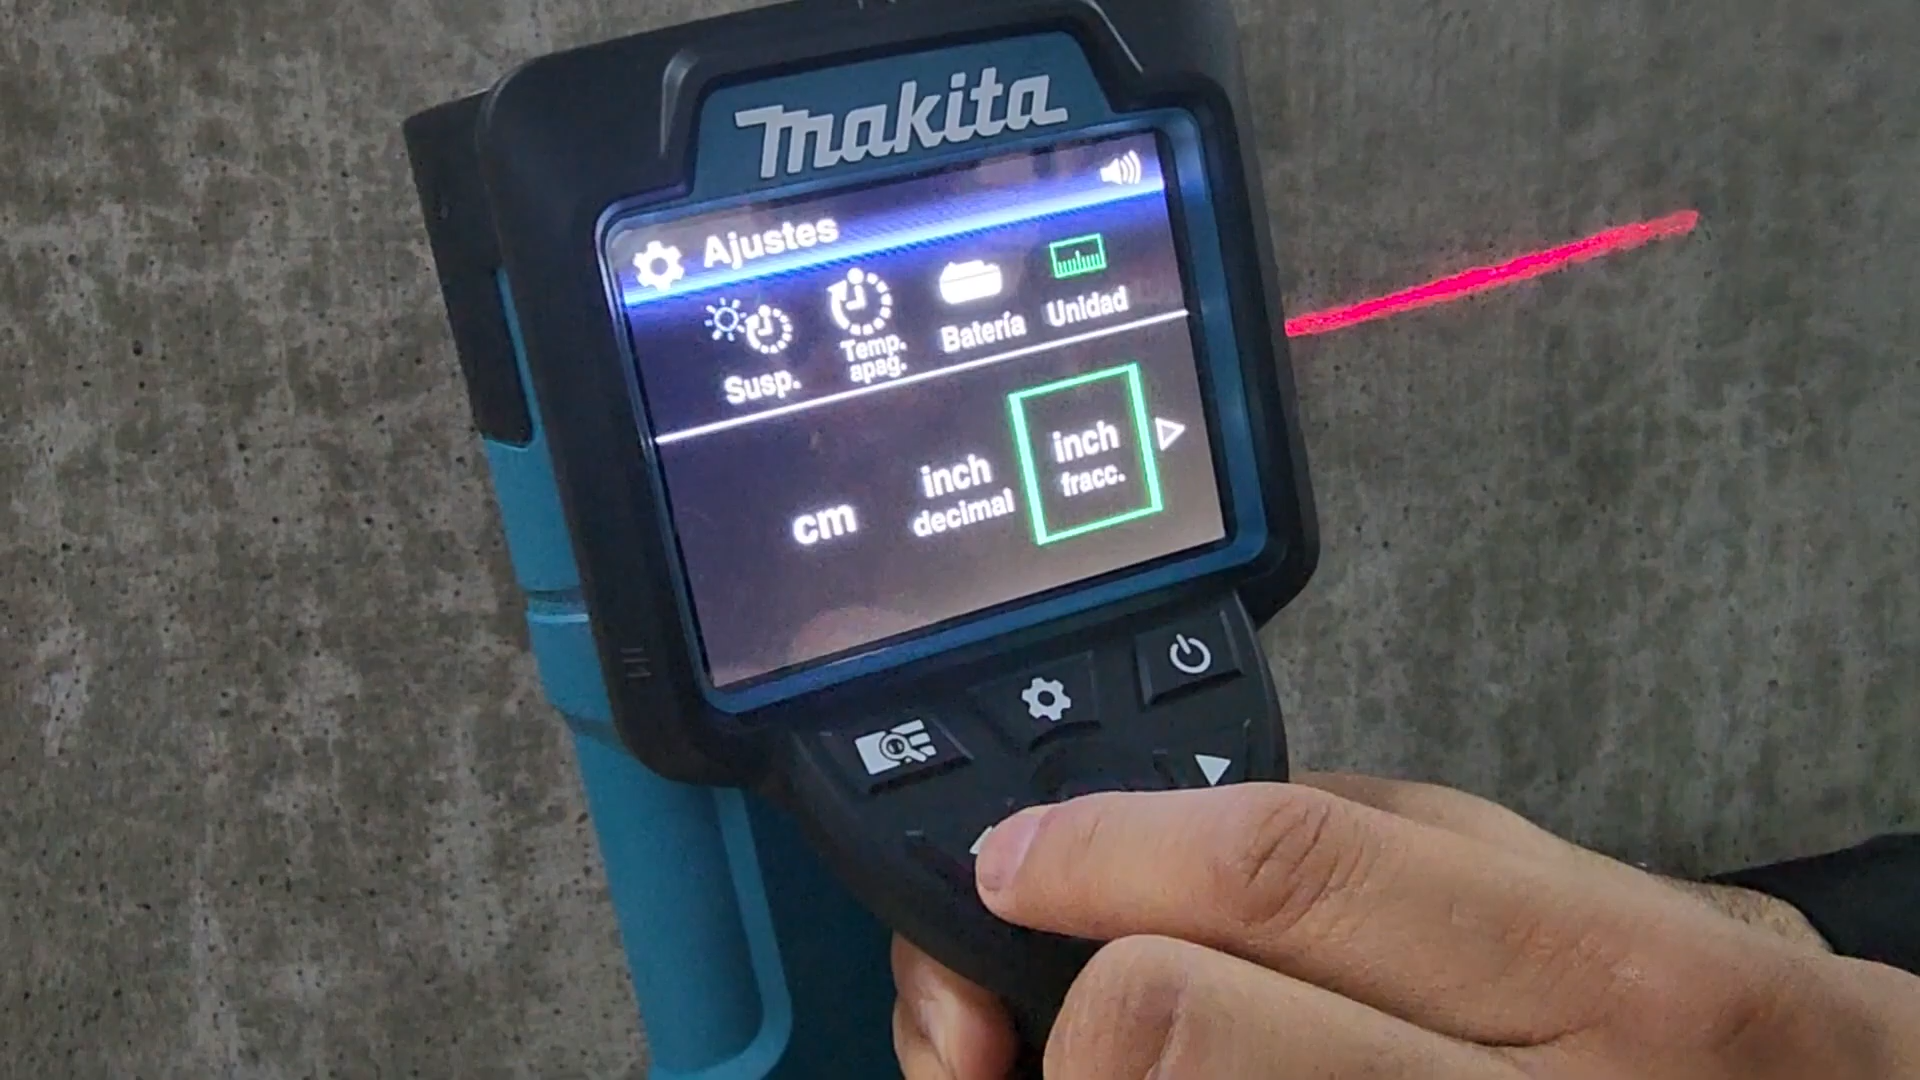 makita
Ajustes
Susp.
Temp.
apag.
Batería
Unidad
cm
inch
decimal
inch
fracc.